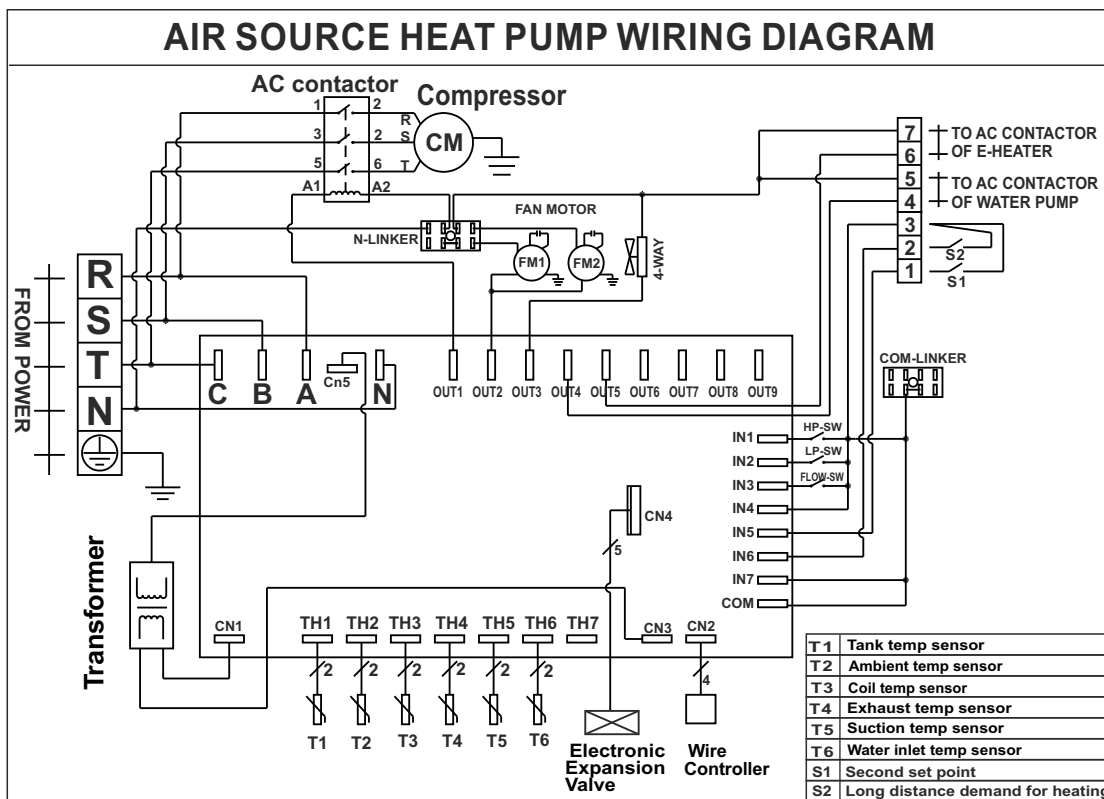 AIR SOURCE HEAT PUMP WIRING DIAGRAM
AC contactor
Compressor
1
2
R
3
2
S
CM
5
6
T
A1
A2
N-LINKER
FAN MOTOR
FM1
FM2
4-WAY
7
6
5
4
3
2
1
TO AC CONTACTOR
OF E-HEATER
TO AC CONTACTOR
OF WATER PUMP
S2
S1
FROM POWER
R
S
T
N
C
B
A
Cn5
N
OUT1
OUT2
OUT3
OUT4
OUT5
OUT6
OUT7
OUT8
OUT9
COM-LINKER
IN1
HP-SW
IN2
LP-SW
IN3
FLOW-SW
IN4
IN5
IN6
IN7
COM
CN4
5
Transformer
CN1
TH1
TH2
TH3
TH4
TH5
TH6
TH7
CN3
CN2
2
2
2
2
2
2
4
T1
T2
T3
T4
T5
T6
Electronic
Expansion
Valve
Wire
Controller
T1 Tank temp sensor
T2 Ambient temp sensor
T3 Coil temp sensor
T4 Exhaust temp sensor
T5 Suction temp sensor
T6 Water inlet temp sensor
S1 Second set point
S2 Long distance demand for heating